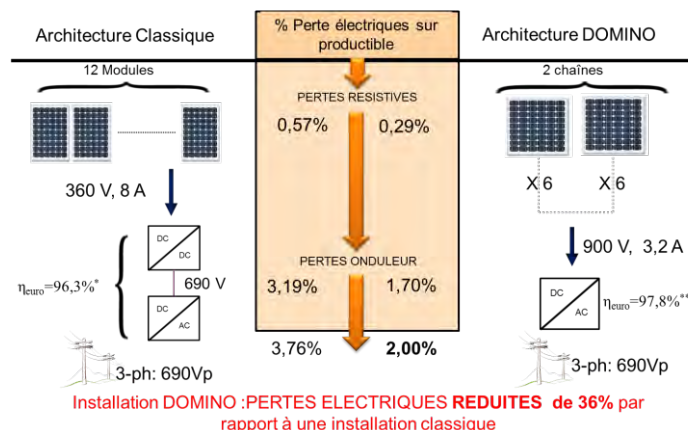 Architecture Classique
% Perte électriques sur
productible
Architecture DOMINO
12 Modules
2 chaînes
PERTES RESISTIVES
0,57%
0,29%
X 6
X 6
360 V, 8 A
900 V, 3,2 A
DC
DC
690 V
DC
AC
ηeuro=96,3%*
PERTES ONDULEUR
3,19%
1,70%
DC
AC
ηeuro=97,8%**
3,76%
2,00%
3-ph: 690Vp
3-ph: 690Vp
Installation DOMINO :PERTES ELECTRIQUES REDUITES de 36% par
rapport à une installation classique